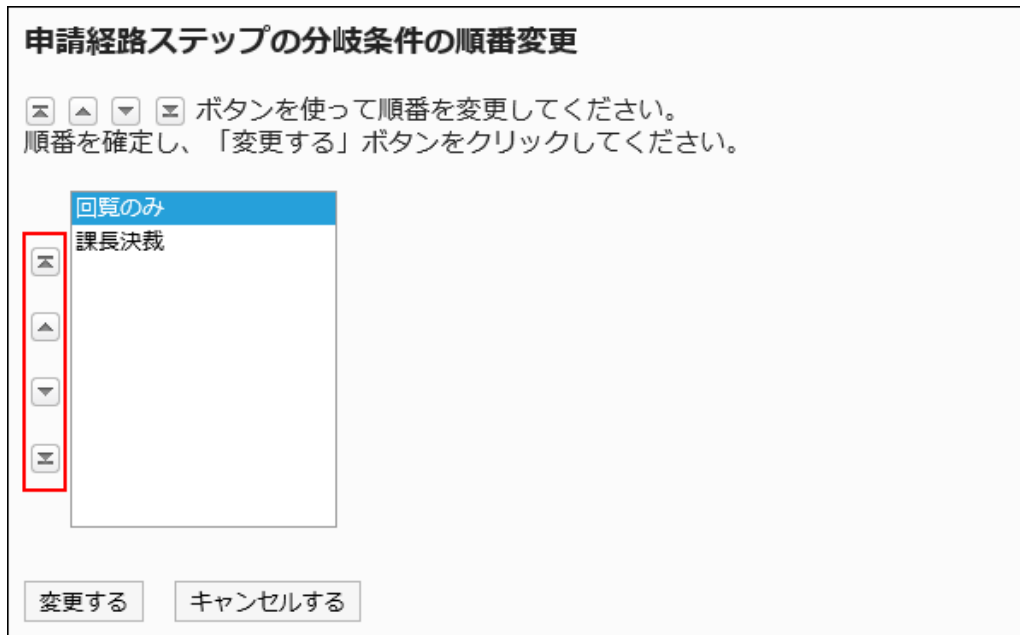 申請経路ステップの分岐条件の順番変更
ボタンを使って順番を変更してください。
順番を確定し、「変更する」ボタンをクリックしてください。
回覧のみ
課長決裁
変更する
キャンセルする